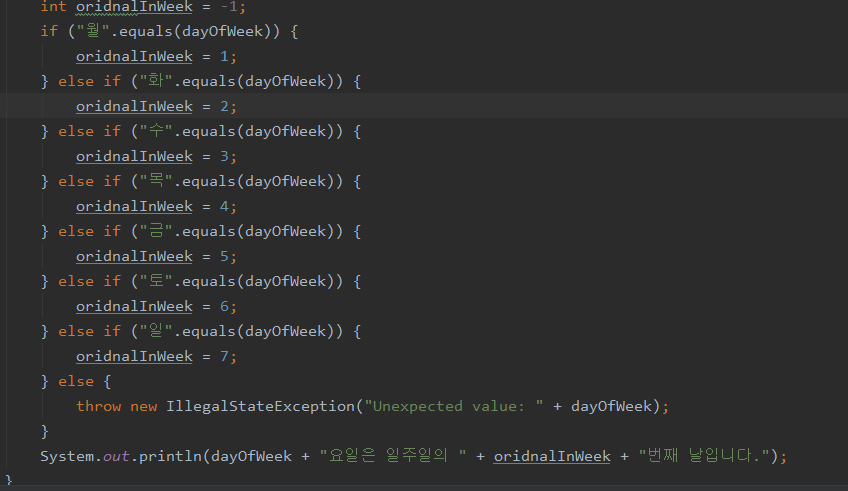 int oridnalInWeek = -1;
if ("월".equals(dayOfWeek)) {
oridnalInWeek = 1;
} else if ("화".equals(dayOfWeek)) {
oridnalInWeek = 2;
} else if ("수".equals(dayOfWeek)) {
oridnalInWeek = 3;
} else if ("목".equals(dayOfWeek)) {
oridnalInWeek = 4;
} else if ("금".equals(dayOfWeek)) {
oridnalInWeek = 5;
} else if ("토".equals(dayOfWeek)) {
oridnalInWeek = 6;
} else if ("일".equals(dayOfWeek)) {
oridnalInWeek = 7;
} else {
throw new IllegalStateException("Unexpected value: " + dayOfWeek);
}
System.out.println(dayOfWeek + "요일은 일주일의 " + oridnalInWeek + "번째 날입니다.");
}